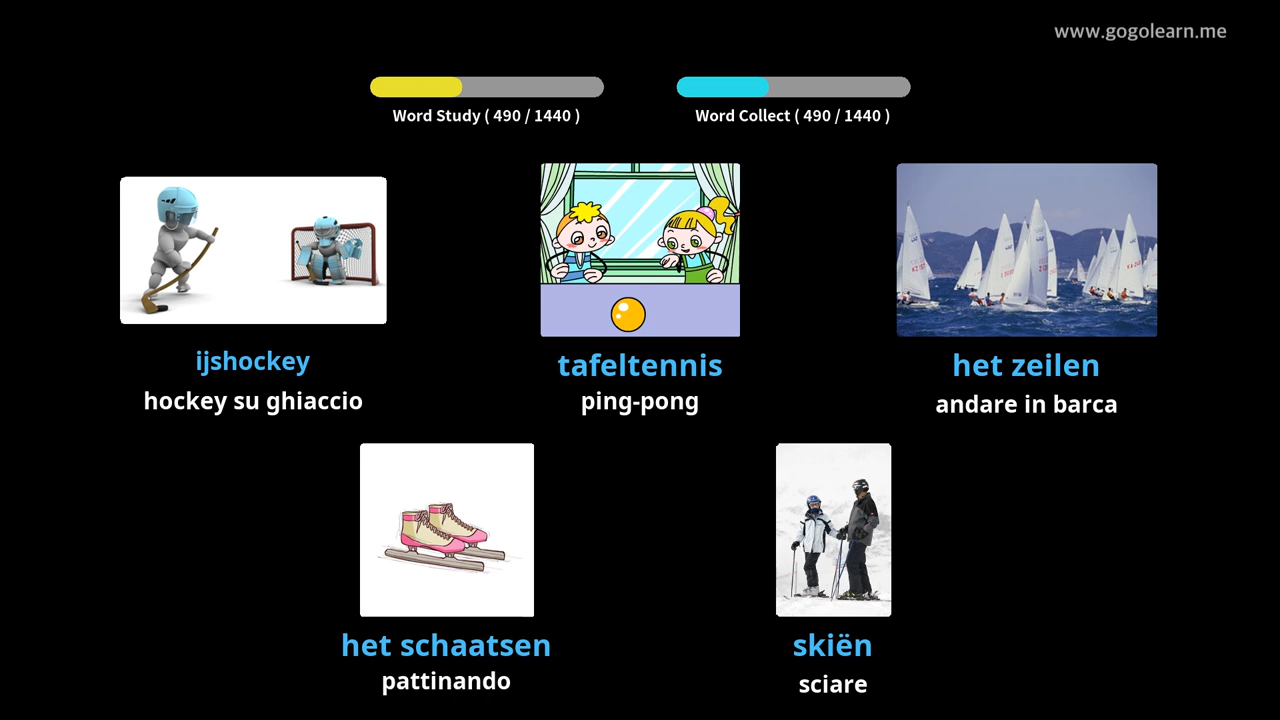 www.gogolearn.me
Word Study ( 490 / 1440 )
Word Collect ( 490 / 1440 )
ijshockey
hockey su ghiaccio
tafeltennis
ping-pong
het zeilen
andare in barca
het schaatsen
pattinando
skiën
sciare